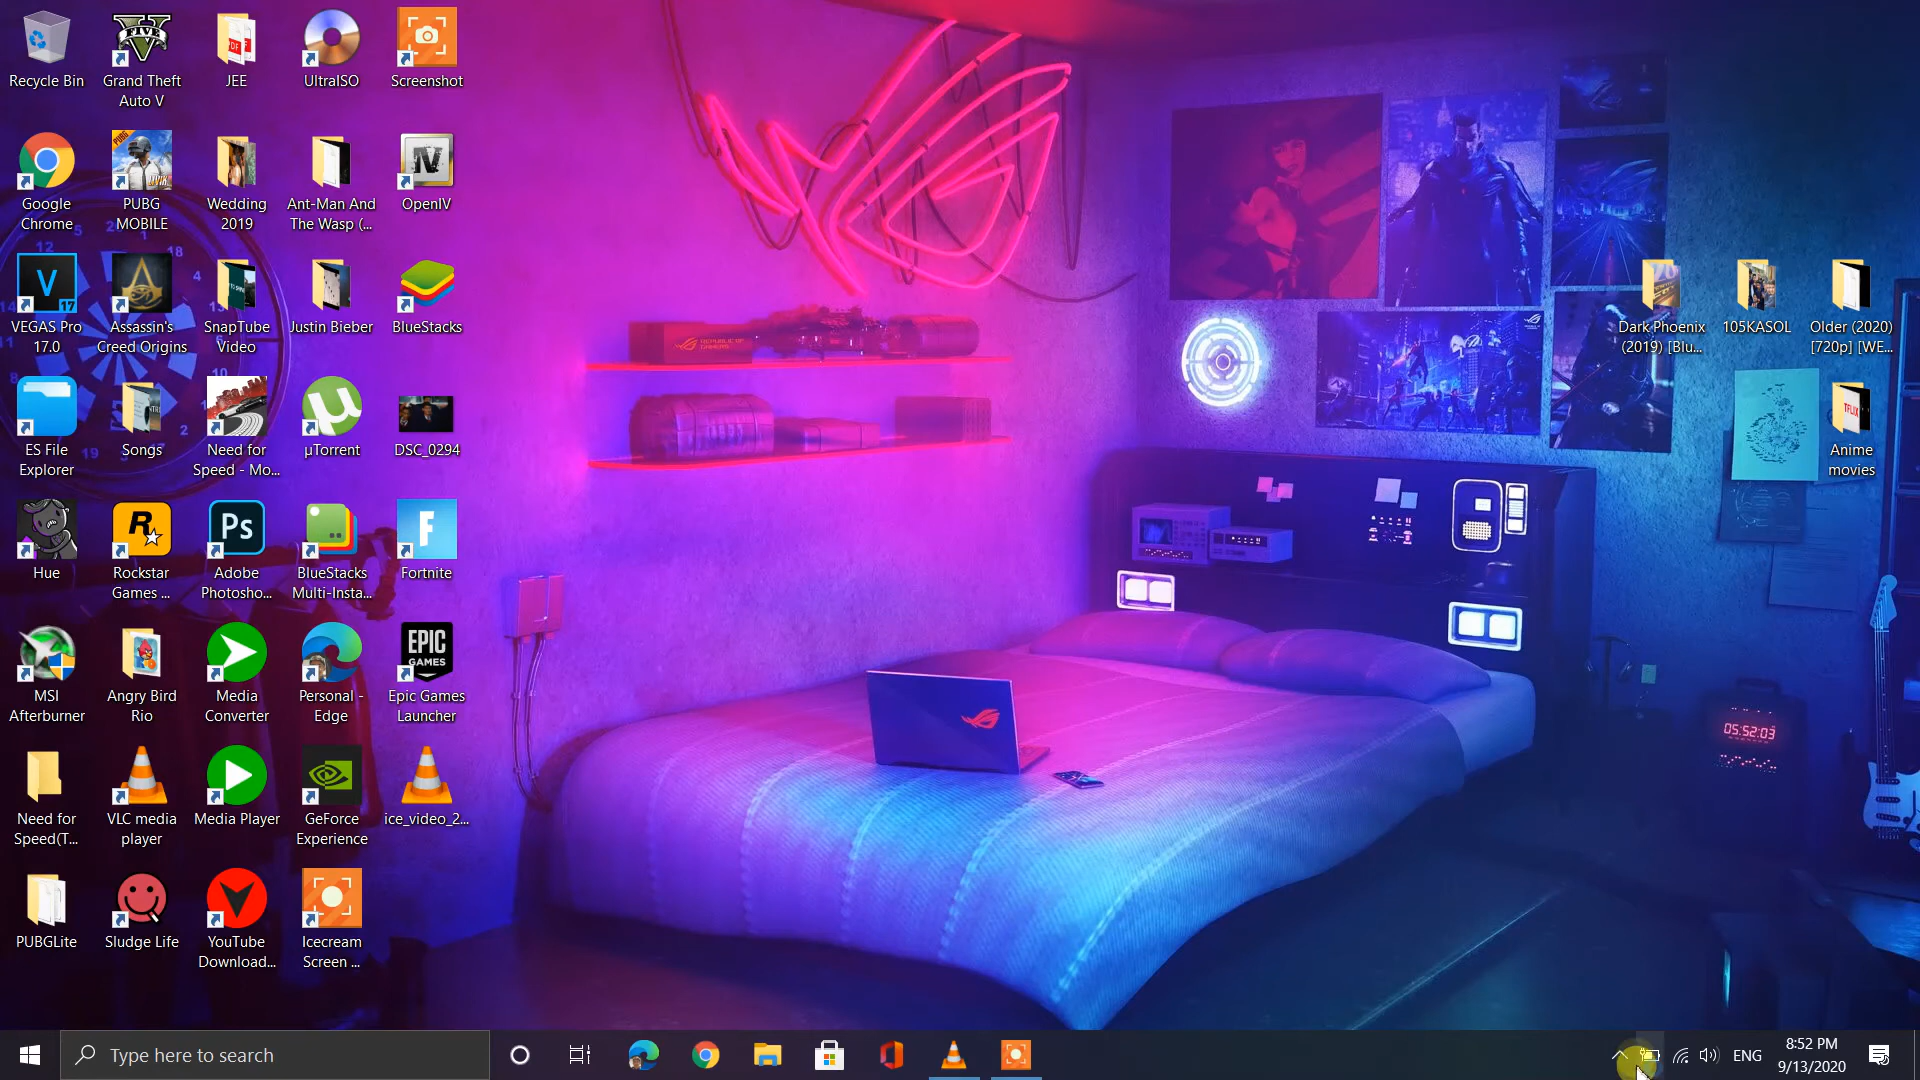 Recycle Bin
Grand Theft
Auto V
JEE
UltraISO
Screenshot
Google
Chrome
PUBG
MOBILE
Wedding
2019
Ant-Man And
The Wasp (...
OpenIV
VEGAS Pro
17.0
Assassin's
Creed Origins
SnapTube
Video
Justin Bieber
BlueStacks
Dark Phoenix
(2019) [Blu...
105KASOL
Older (2020)
[720p] [WE...
ES File
Explorer
Songs
Need for
Speed - Mo...
µTorrent
DSC_0294
Anime
movies
Hue
Rockstar
Games ...
Adobe
Photosho...
BlueStacks
Multi-Insta...
Fortnite
MSI
Afterburner
Angry Bird
Rio
Media
Converter
Personal -
Edge
EPIC
GAMES
Epic Games
Launcher
05:52:03
Need for
Speed(T...
VLC media
player
Media Player
GeForce
Experience
ice_video_2...
PUBGLite
Sludge Life
YouTube
Download...
Icecream
Screen ...
Type here to search
ENG
8:52 PM
9/13/2020